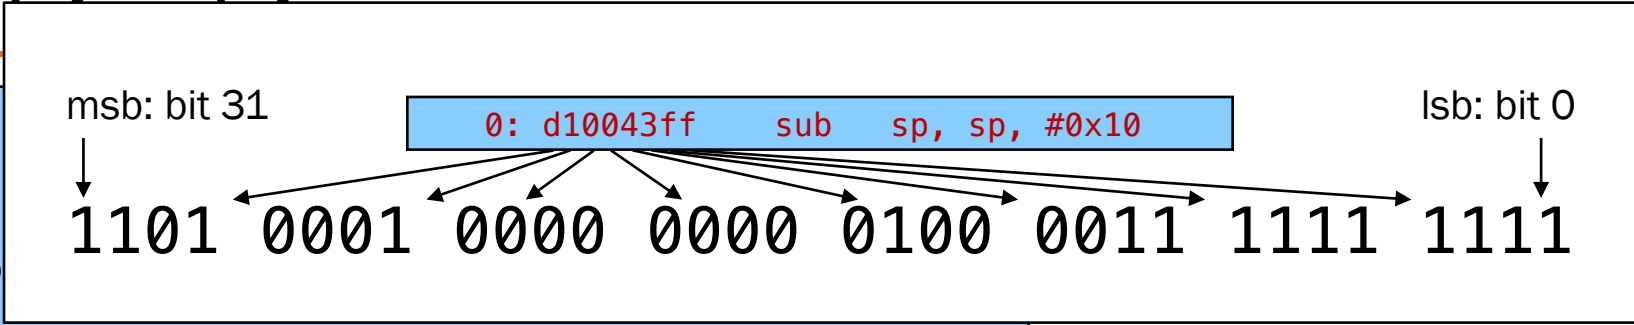 msb: bit 31
0: d10043ff sub sp, sp, #0x10
lsb: bit 0
1101 0001 0000 0000 0100 0011 1111 1111